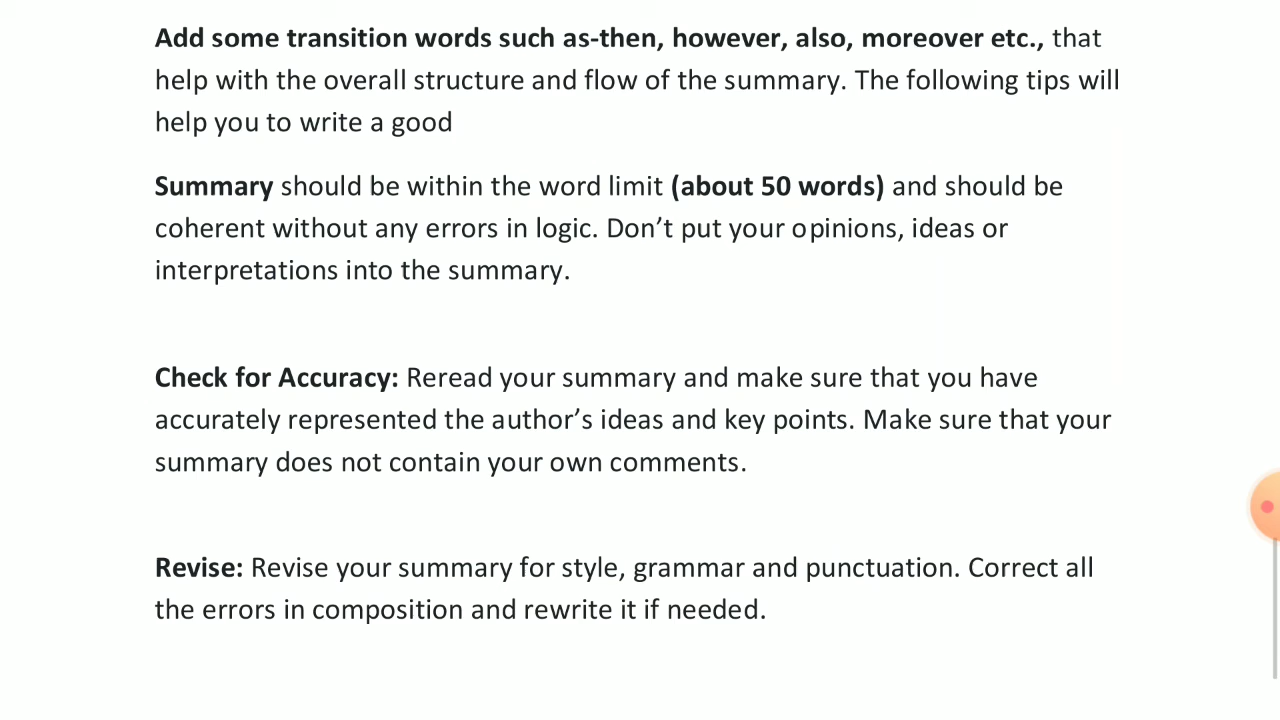 Add some transition words such as-then, however, also, moreover etc., that
help with the overall structure and flow of the summary. The following tips will
help you to write a good
Summary should be within the word limit (about 50 words) and should be
coherent without any errors in logic. Don’t put your opinions, ideas or
interpretations into the summary.
Check for Accuracy: Reread your summary and make sure that you have
accurately represented the author’s ideas and key points. Make sure that your
summary does not contain your own comments.
Revise: Revise your summary for style, grammar and punctuation. Correct all
the errors in composition and rewrite it if needed.